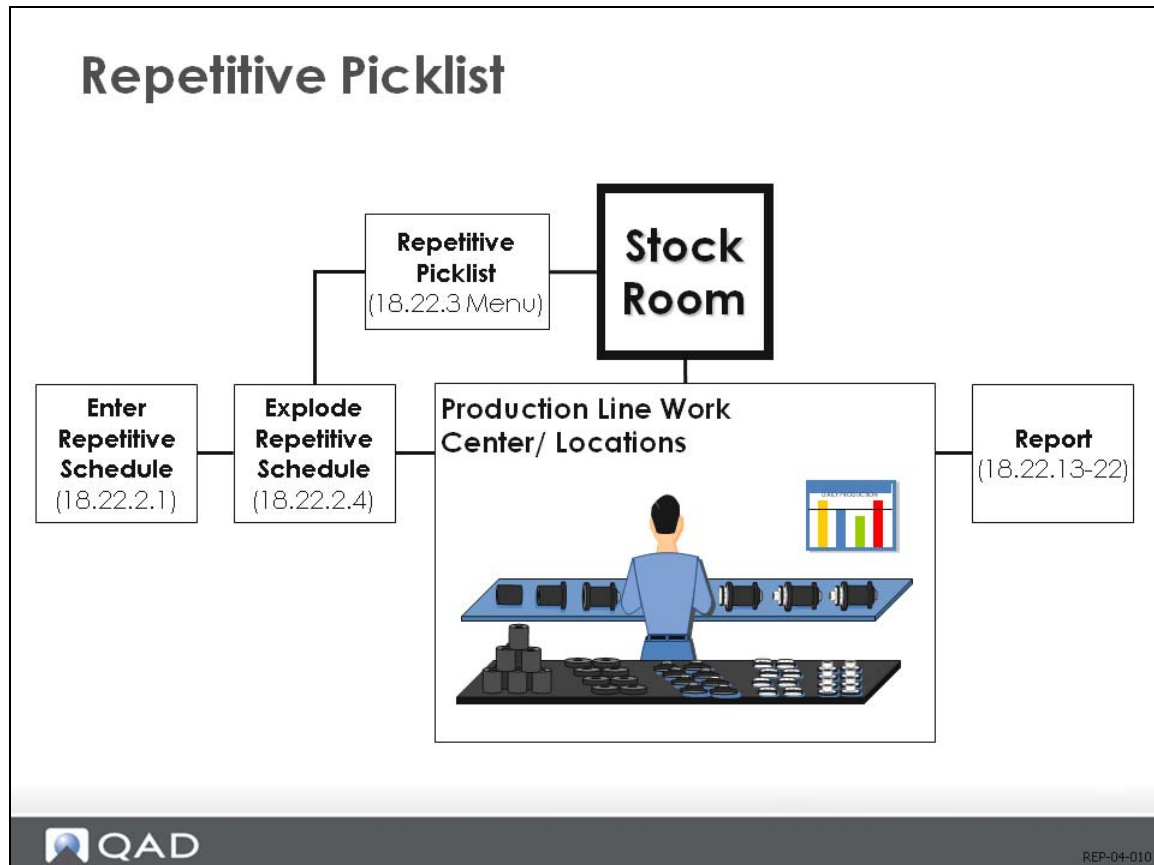 Repetitive Picklist
Repetitive
Picklist
(18.22.3 Menu)
Stock
Room
Enter
Repetitive
Schedule
(18.22.2.1)
Explode
Repetitive
Schedule
(18.22.2.4)
Production Line Work
Center/ Locations
DAILY PRODUCTION
Report
(18.22.13-22)
QAD
REP-04-010